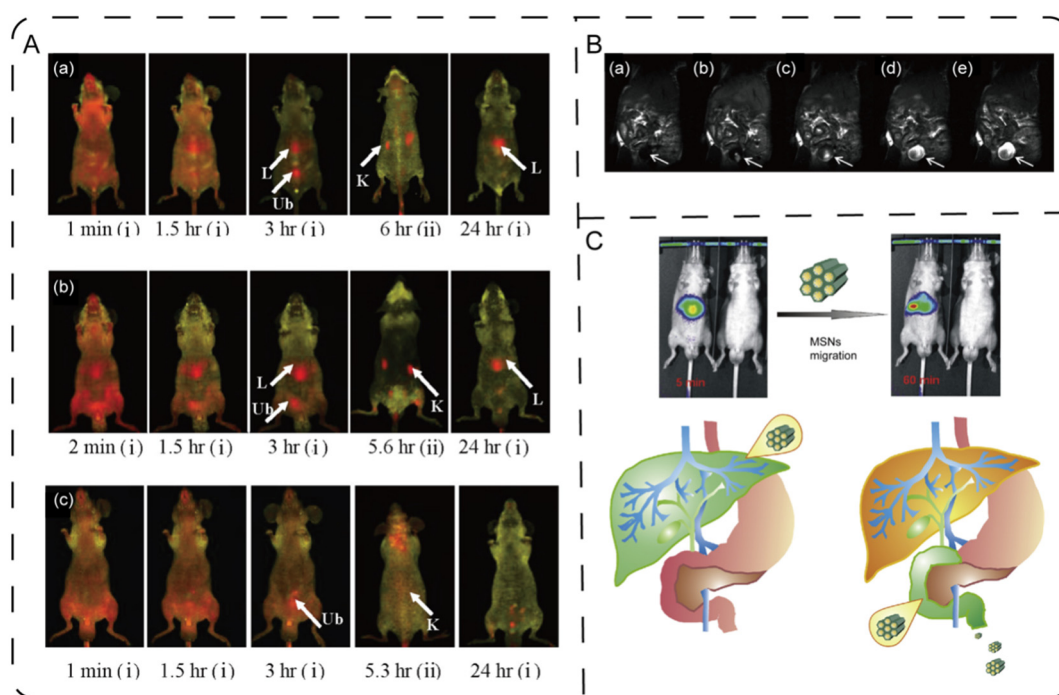 A
(a)
L
Ub
K
L
1 min (i) 1.5 hr (i) 3 hr (i) 6 hr (ii) 24 hr (i)
(b)
L
Ub
K
L
2 min (i) 1.5 hr (i) 3 hr (i) 5.6 hr (ii) 24 hr (i)
(c)
Ub
K
1 min (i) 1.5 hr (i) 3 hr (i) 5.3 hr (ii) 24 hr (i)
B
(a) (b) (c) (d) (e)
C
MSNs
migration
5 min
60 min